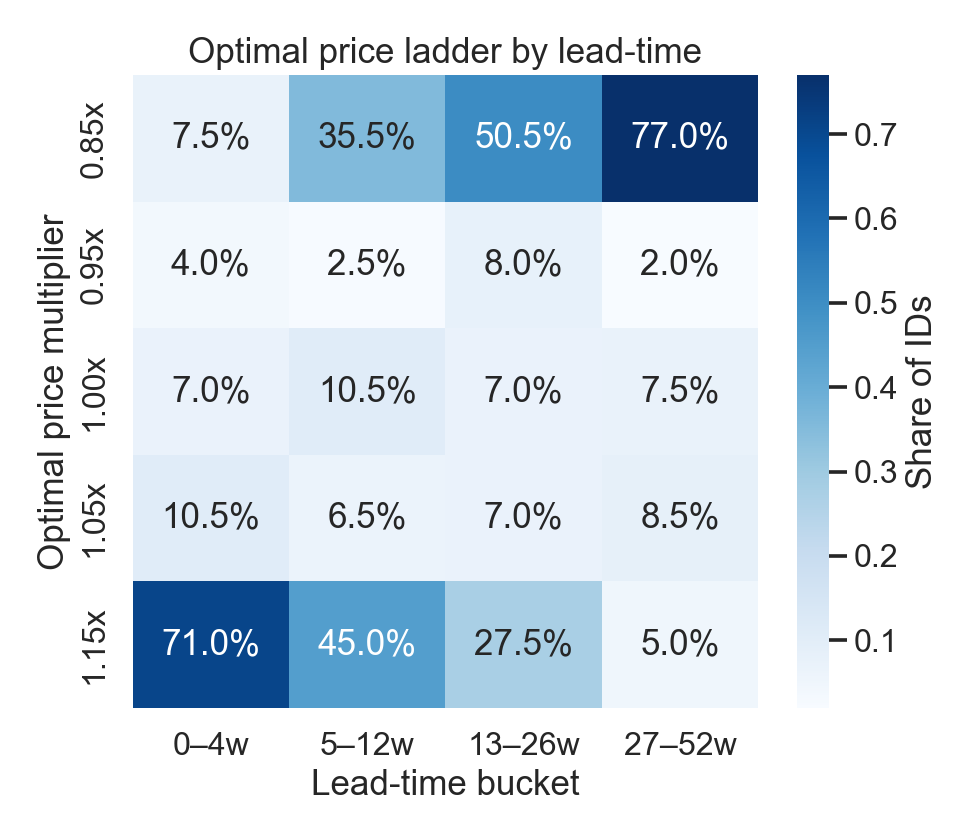 Optimal price ladder by lead-time
Optimal price multiplier
0.85x 7.5% 35.5% 50.5% 77.0%
0.95x 4.0% 2.5% 8.0% 2.0%
1.00x 7.0% 10.5% 7.0% 7.5%
1.05x 10.5% 6.5% 7.0% 8.5%
1.15x 71.0% 45.0% 27.5% 5.0%
0–4w 5–12w 13–26w 27–52w
Lead-time bucket
0.7
0.6
0.5
0.4
0.3
0.2
0.1
Share of IDs